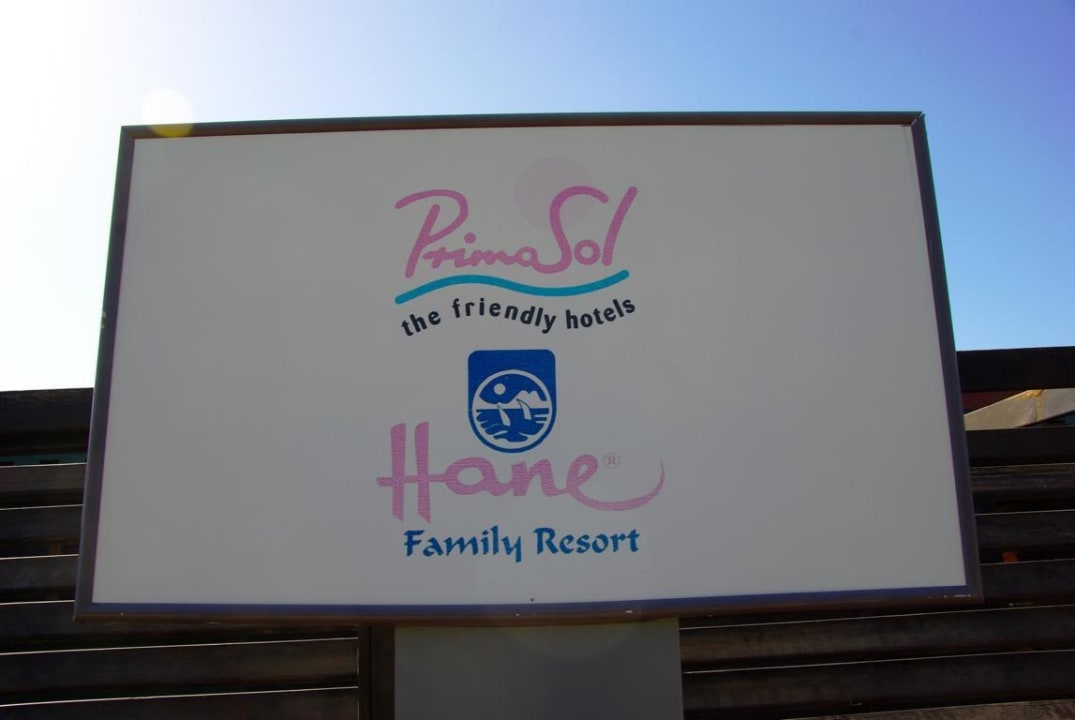 PrimaSol
the friendly hotels
Hane®
Family Resort